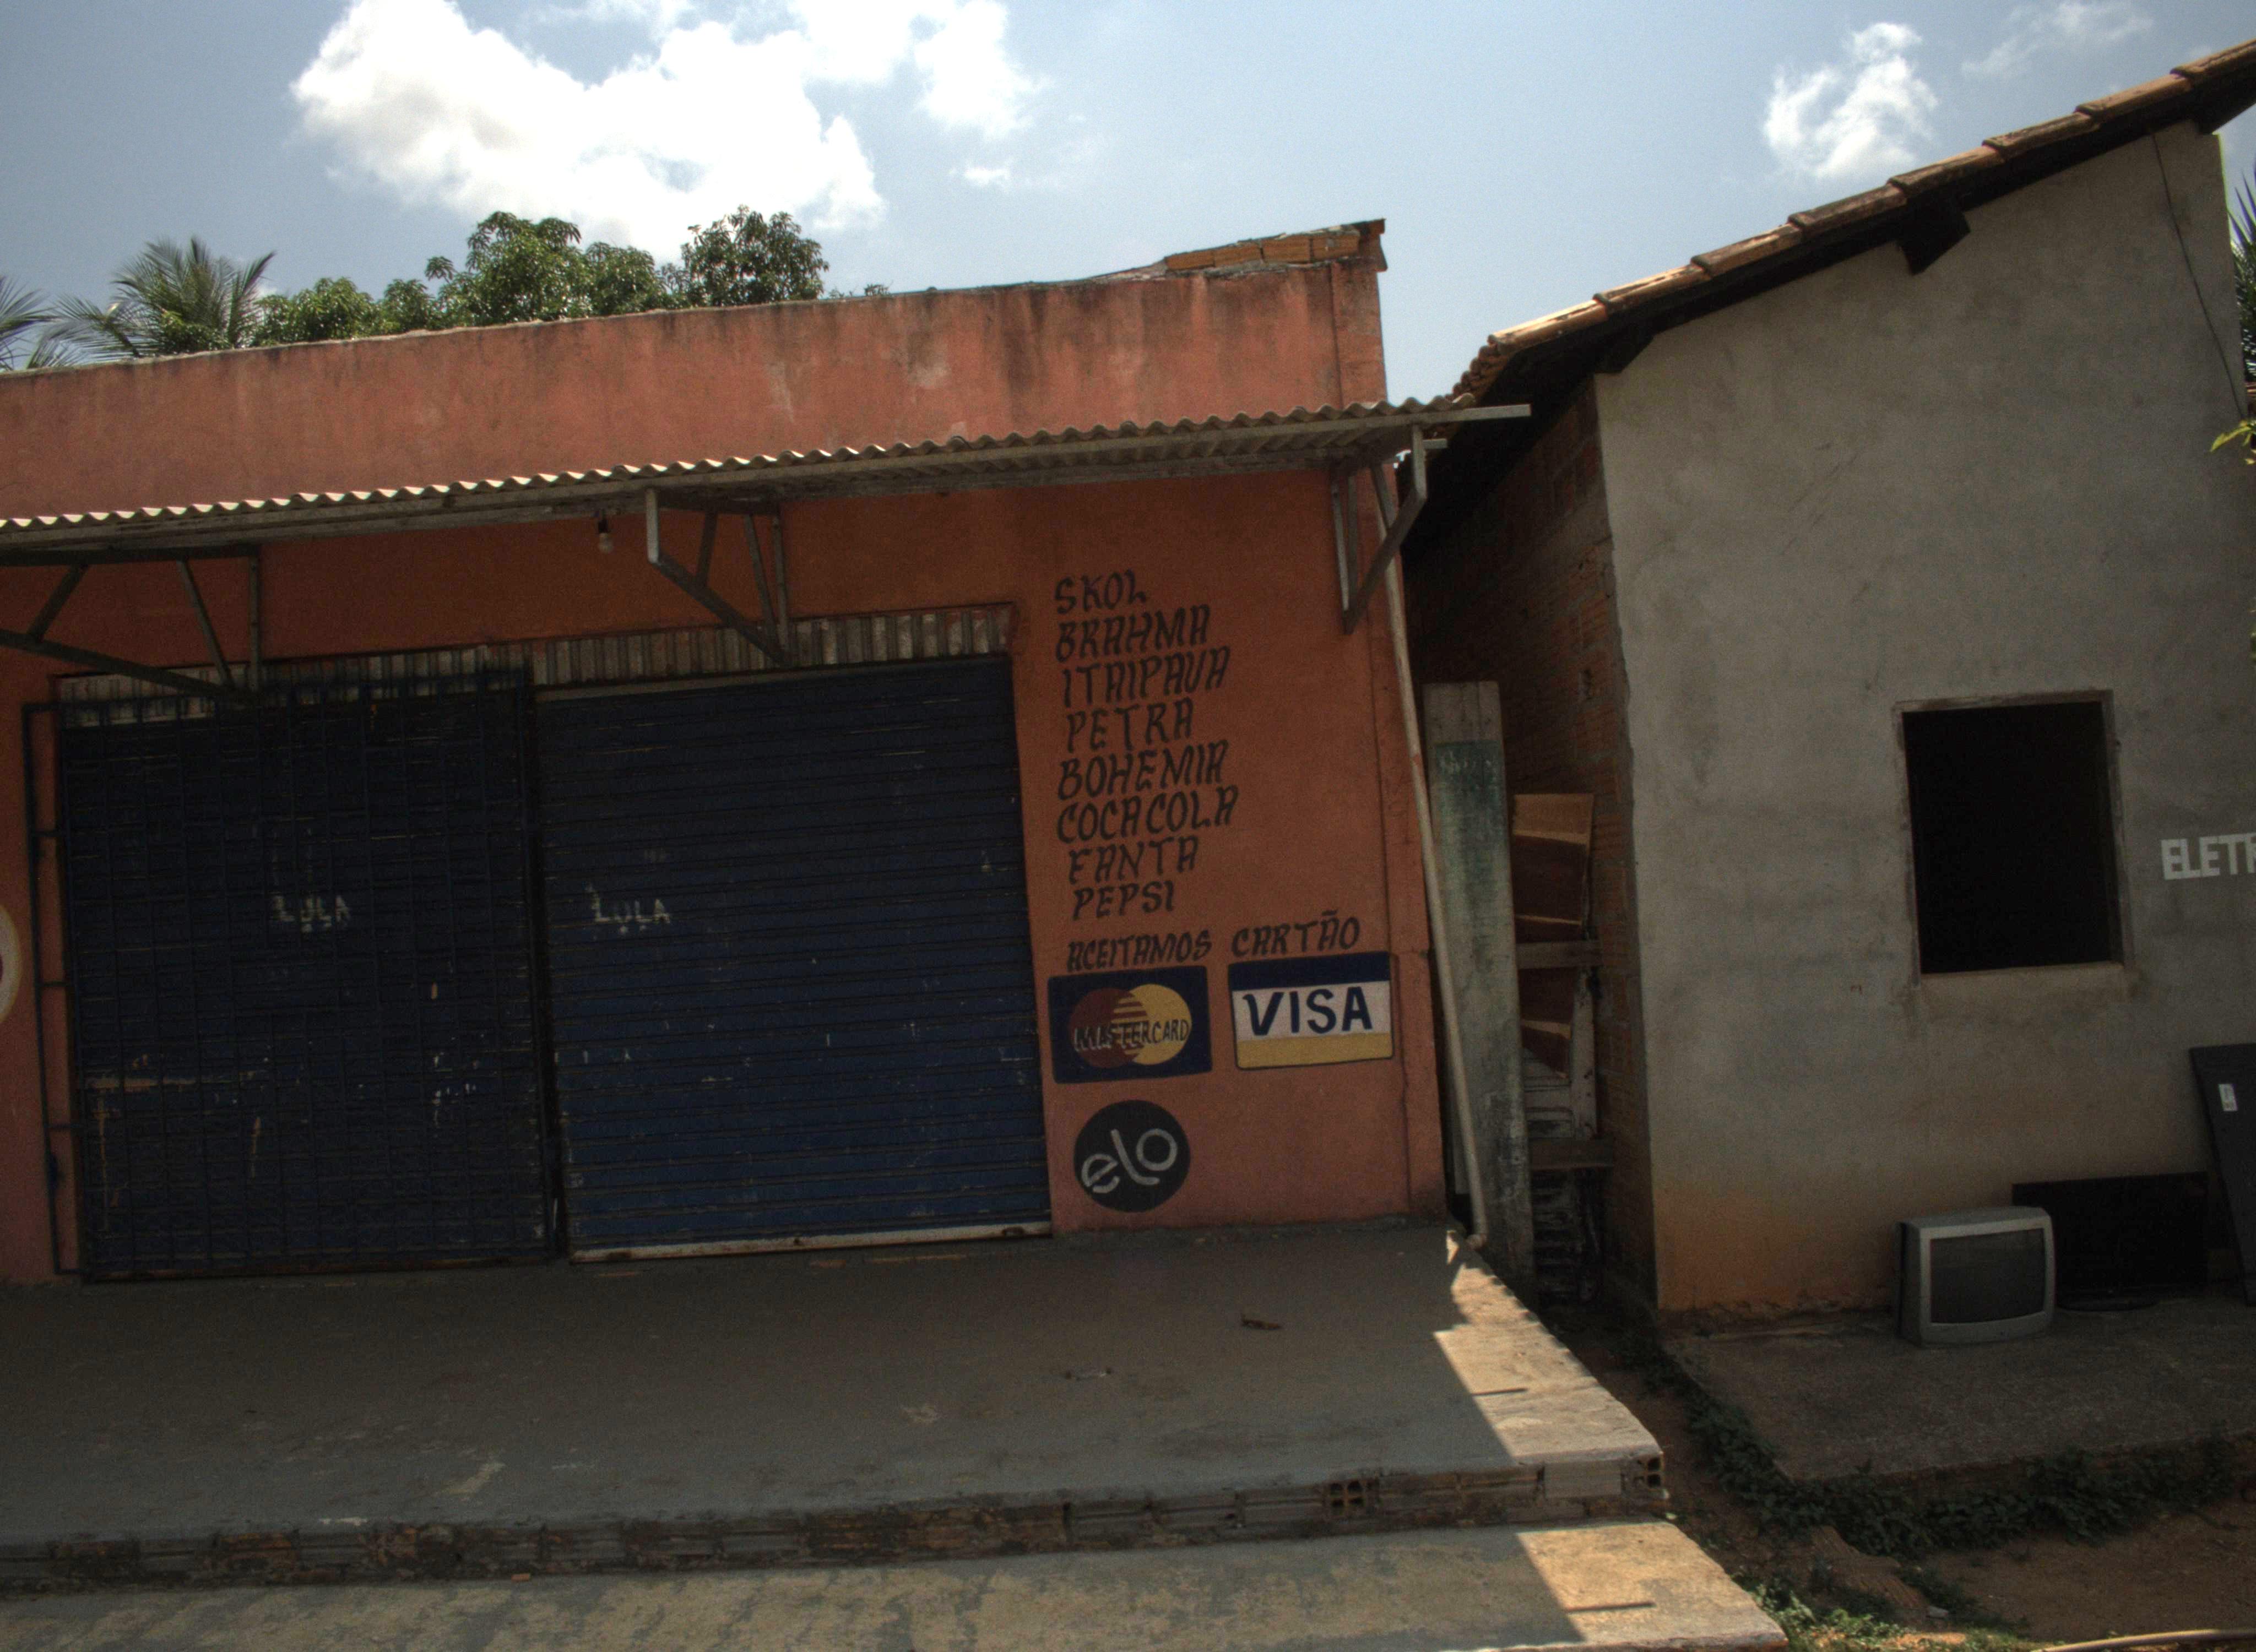 SKOL
BRAHMA
ITAIPAVA
PETRA
BOHEMIA
COCA COLA
FANTA
PEPSI
ACEITAMOS CARTÃO
MASTERCARD
VISA
elo
LULA
LULA
ELETR